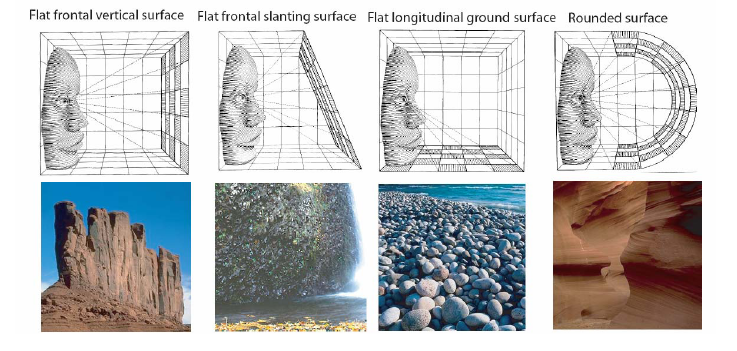 Flat frontal vertical surface
Flat frontal slanting surface
Flat longitudinal ground surface
Rounded surface